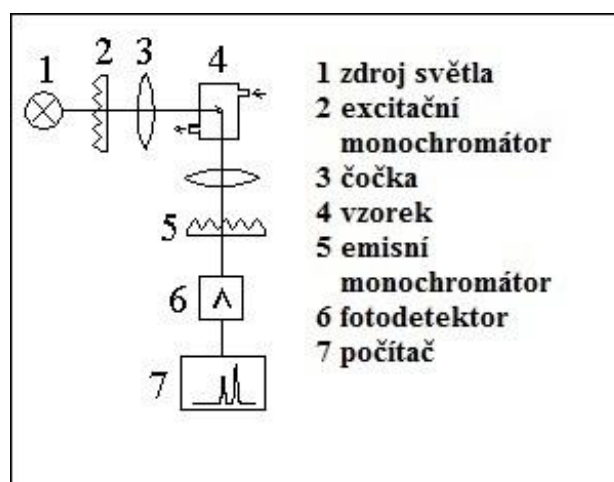 1
2
3
4
5
6
7
1 zdroj světla
2 excitační
monochromátor
3 čočka
4 vzorek
5 emisní
monochromátor
6 fotodetektor
7 počítač